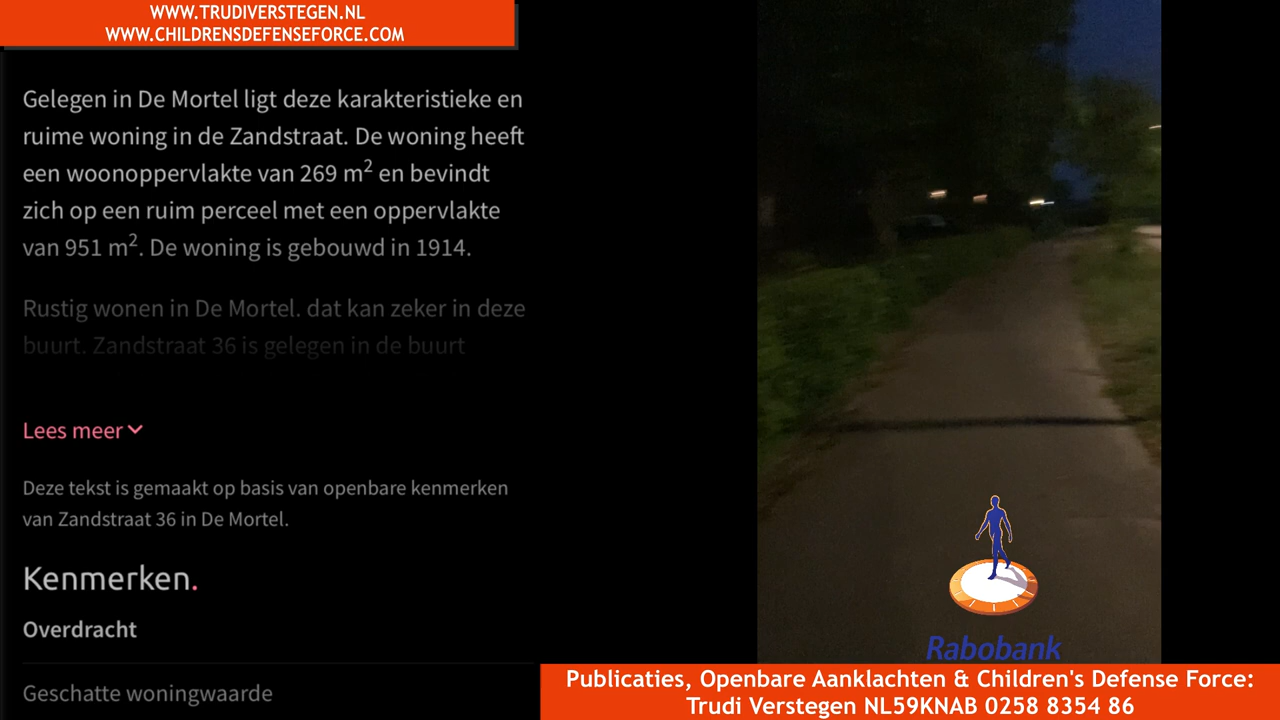 WWW.TRUDIVERSTEGEN.NL
WWW.CHILDRENSDEFENSEFORCE.COM
Gelegen in De Mortel ligt deze karakteristieke en
ruime woning in de Zandstraat. De woning heeft
een woonoppervlakte van 269 m² en bevindt
zich op een ruim perceel met een oppervlakte
van 951 m². De woning is gebouwd in 1914.
Rustig wonen in De Mortel. dat kan zeker in deze
buurt. Zandstraat 36 is gelegen in de buurt
Lees meer
Deze tekst is gemaakt op basis van openbare kenmerken
van Zandstraat 36 in De Mortel.
Kenmerken.
Overdracht
Geschatte woningwaarde
Rabobank
Publicaties, Openbare Aanklachten & Children's Defense Force:
Trudi Verstegen NL59KNAB 0258 8354 86